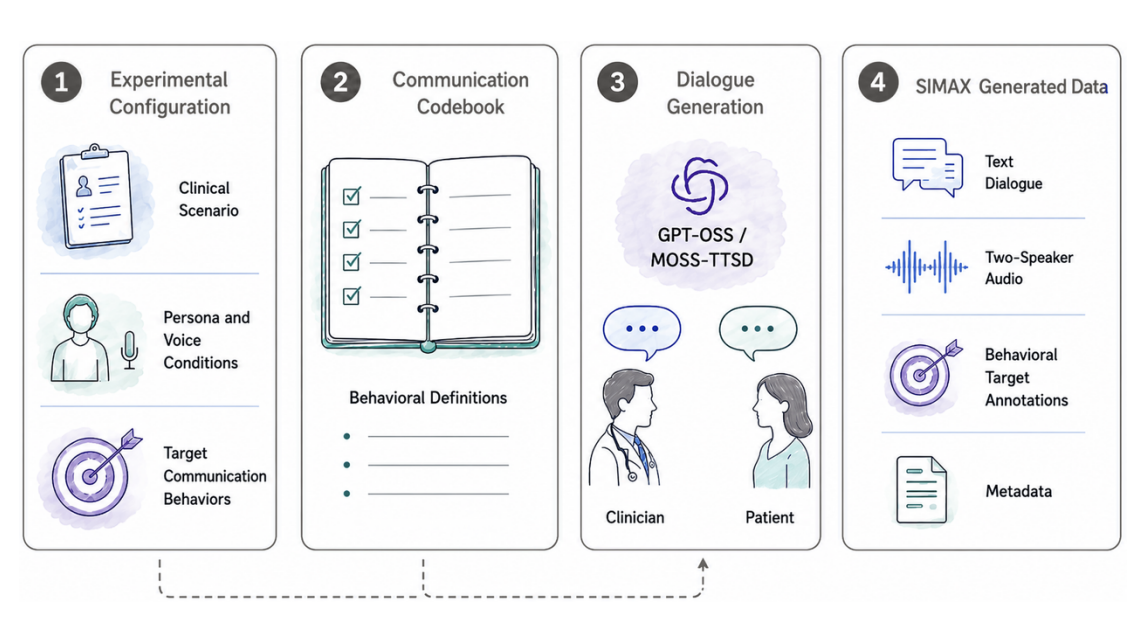 1
Experimental
Configuration
Clinical
Scenario
Persona and
Voice
Conditions
Target
Communication
Behaviors
2
Communication
Codebook
Behavioral Definitions
3
Dialogue
Generation
GPT-OSS /
MOSS-TTSD
Clinician
Patient
4
SIMAX Generated Data
Text
Dialogue
Two-Speaker
Audio
Behavioral
Target
Annotations
Metadata